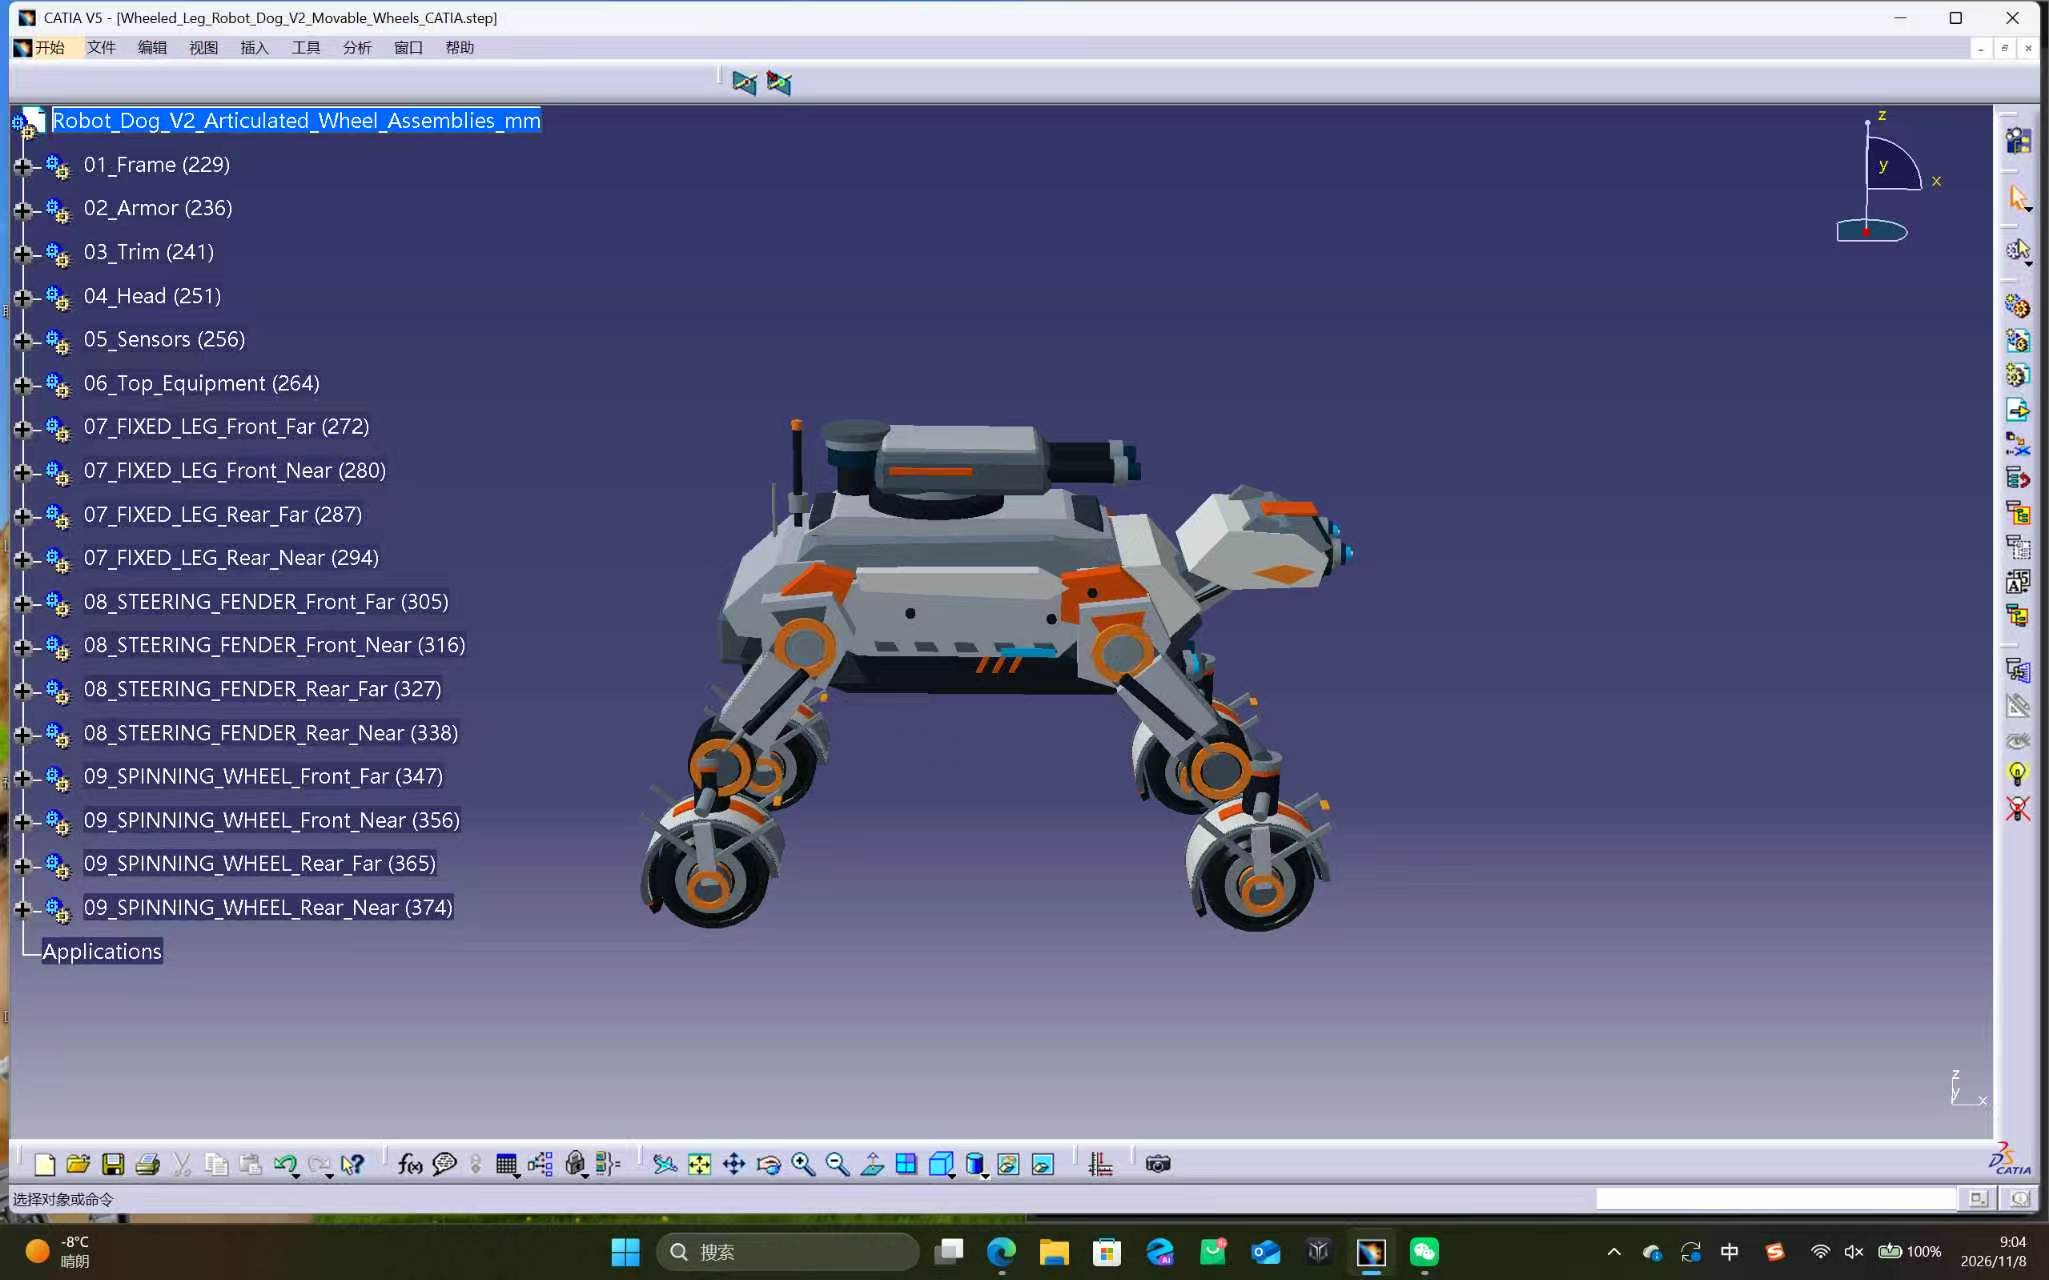 CATIA V5 - [Wheeled_Leg_Robot_Dog_V2_Movable_Wheels_CATIA.step]
开始 文件 编辑 视图 插入 工具 分析 窗口 帮助
Robot_Dog_V2_Articulated_Wheel_Assemblies_mm
01_Frame (229)
02_Armor (236)
03_Trim (241)
04_Head (251)
05_Sensors (256)
06_Top_Equipment (264)
07_FIXED_LEG_Front_Far (272)
07_FIXED_LEG_Front_Near (280)
07_FIXED_LEG_Rear_Far (287)
07_FIXED_LEG_Rear_Near (294)
08_STEERING_FENDER_Front_Far (305)
08_STEERING_FENDER_Front_Near (316)
08_STEERING_FENDER_Rear_Far (327)
08_STEERING_FENDER_Rear_Near (338)
09_SPINNING_WHEEL_Front_Far (347)
09_SPINNING_WHEEL_Front_Near (356)
09_SPINNING_WHEEL_Rear_Far (365)
09_SPINNING_WHEEL_Rear_Near (374)
Applications
z
y
x
z
y
x
f(x)
CATIA
选择对象或命令
-8°C
晴朗
搜索
中
100%
9:04
2026/11/8